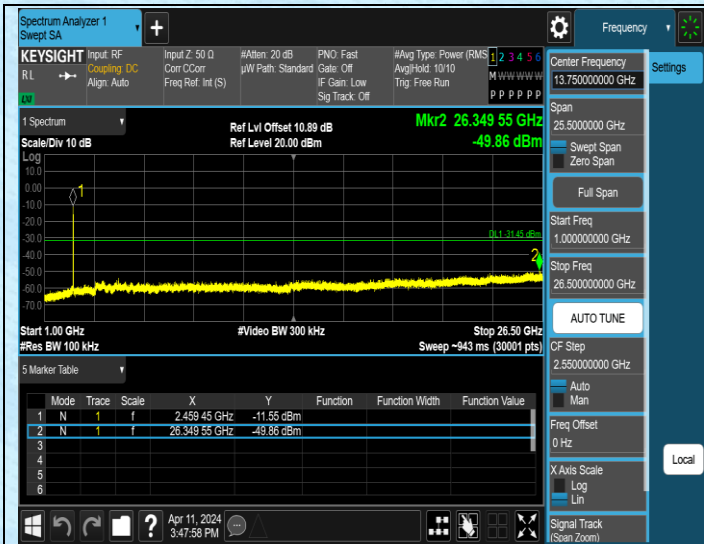 Spectrum Analyzer 1
Swept SA
+
Frequency
KEYSIGHT
RL
LXI
Input: RF
Coupling: DC
Align: Auto
Input Z: 50 Ω
Corr CCorr
Freq Ref: Int (S)
#Atten: 20 dB
µW Path: Standard
PNO: Fast
Gate: Off
IF Gain: Low
Sig Track: Off
#Avg Type: Power (RMS
Avg|Hold: 10/10
Trig: Free Run
1 2 3 4 5 6
M W W W W W
P P P P P P
1 Spectrum
Scale/Div 10 dB
Ref Lvl Offset 10.89 dB
Ref Level 20.00 dBm
Mkr2 26.349 55 GHz
-49.86 dBm
Log
10.0
0.00
-10.0
-20.0
-30.0
-40.0
-50.0
-60.0
-70.0
1
DL1 -31.45 dBm
2
Start 1.00 GHz
#Res BW 100 kHz
#Video BW 300 kHz
Stop 26.50 GHz
Sweep ~943 ms (30001 pts)
5 Marker Table
Mode Trace Scale X Y Function Function Width Function Value
1 N 1 f 2.459 45 GHz -11.55 dBm
2 N 1 f 26.349 55 GHz -49.86 dBm
3
4
5
6
?
Apr 11, 2024
3:47:58 PM
Center Frequency
13.750000000 GHz
Span
25.5000000 GHz
Swept Span
Zero Span
Full Span
Start Freq
1.000000000 GHz
Stop Freq
26.500000000 GHz
AUTO TUNE
CF Step
2.550000000 GHz
Auto
Man
Freq Offset
0 Hz
X Axis Scale
Log
Lin
Signal Track
(Span Zoom)
Settings
Local